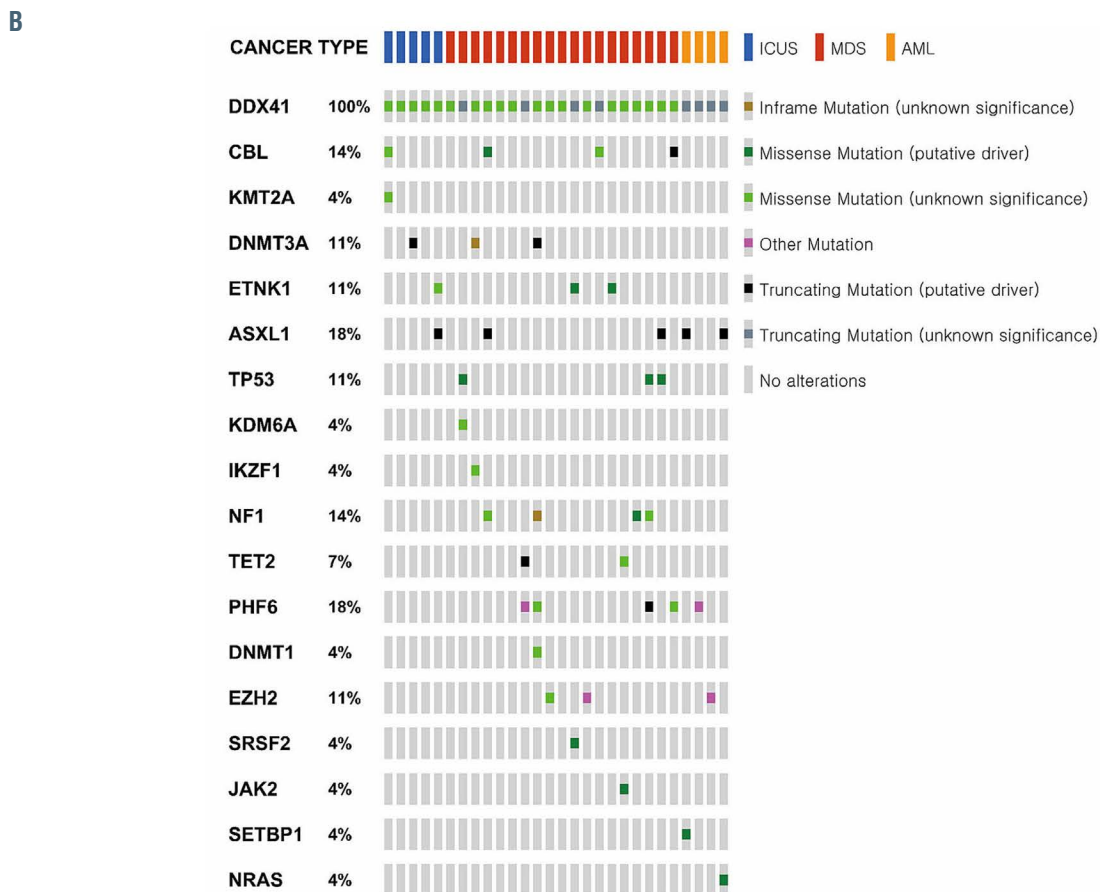 B
CANCER TYPE ICUS MDS AML
DDX41 100% Inframe Mutation (unknown significance)
CBL 14% Missense Mutation (putative driver)
KMT2A 4% Missense Mutation (unknown significance)
DNMT3A 11% Other Mutation
ETNK1 11% Truncating Mutation (putative driver)
ASXL1 18% Truncating Mutation (unknown significance)
TP53 11% No alterations
KDM6A 4%
IKZF1 4%
NF1 14%
TET2 7%
PHF6 18%
DNMT1 4%
EZH2 11%
SRSF2 4%
JAK2 4%
SETBP1 4%
NRAS 4%